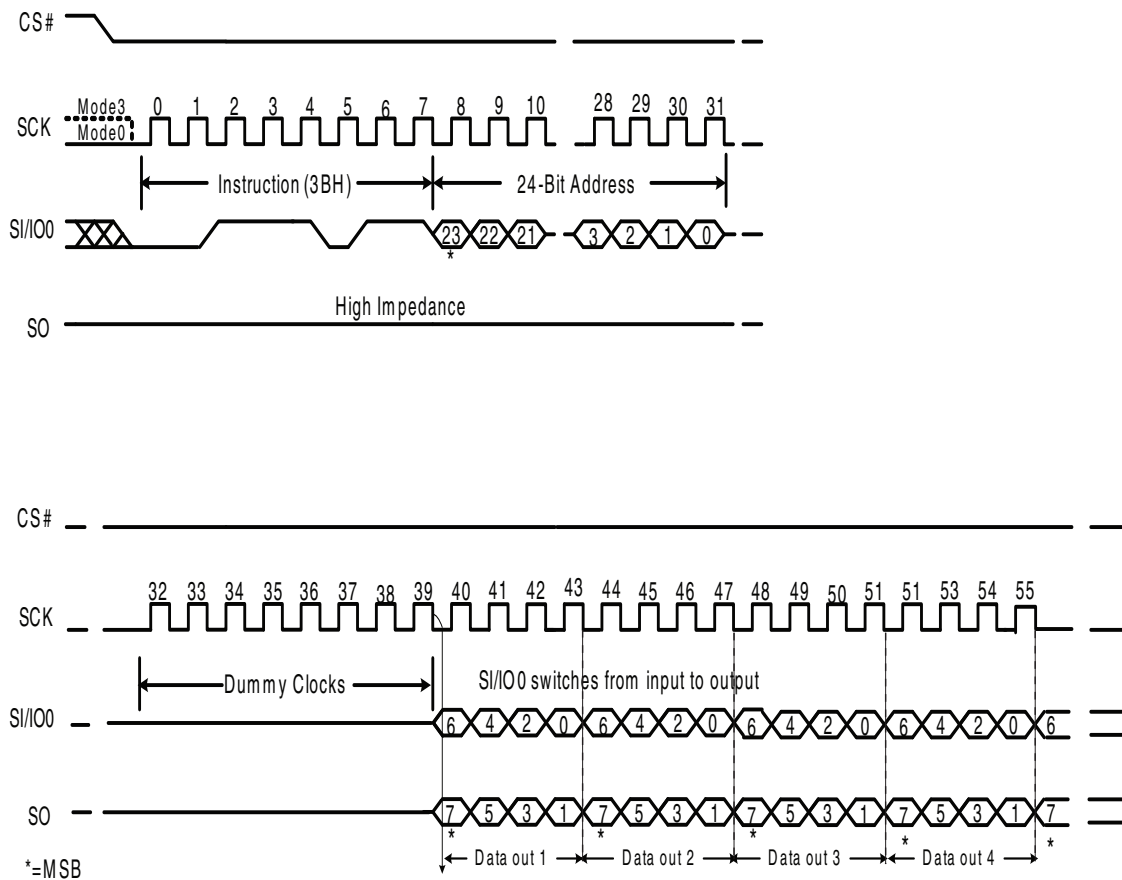 CS#
Mode3
0 1 2 3 4 5 6 7 8 9 10 28 29 30 31
SCK
Mode0
Instruction (3BH) 24-Bit Address
SI/IO0
23 22 21 3 2 1 0
*
High Impedance
SO
CS#
32 33 34 35 36 37 38 39 40 41 42 43 44 45 46 47 48 49 50 51 51 53 54 55
SCK
Dummy Clocks SI/IO0 switches from input to output
SI/IO0
6 4 2 0 6 4 2 0 6 4 2 0 6 4 2 0 6
SO
7 5 3 1 7 5 3 1 7 5 3 1 7 5 3 1 7
* * * * *
Data out 1 Data out 2 Data out 3 Data out 4
*=MSB